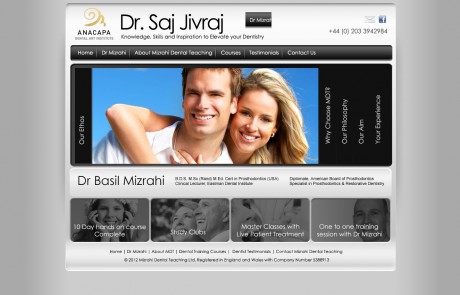 ANACAPA
DENTAL ART INSTITUTE
Dr. Saj Jivraj
Knowledge, Skills and Inspiration to Elevate your Dentistry
Dr Mizrahi
+44 (0) 203 3942984
Home | Dr Mizrahi | About Mizrahi Dental Teaching | Courses | Testimonials | Contact Us
Our Ethos
Why Choose MDT?
Our Philosophy
Our Aim
Your Experience
Dr Basil Mizrahi
B.D.S. M.Sc (Rand) M.Ed. Cert in Prosthodontics (USA)
Clinical Lecturer, Eastman Dental Institute
Diplomate, American Board of Prosthodontics
Specialist in Prosthodontics & Restorative Dentistry
10 Day hands on course
Complete
Study Clubs
Master Classes with
Live Patient Treatment
One to one training
session with Dr Mizrahi
Home | Dr Mizrahi | About MDT | Dental Training Courses | Dental Testimonials | Contact Mizrahi Dental Teaching
© 2012 Mizrahi Dental Teaching Ltd. Registered in England and Wales with Company Number 5588913